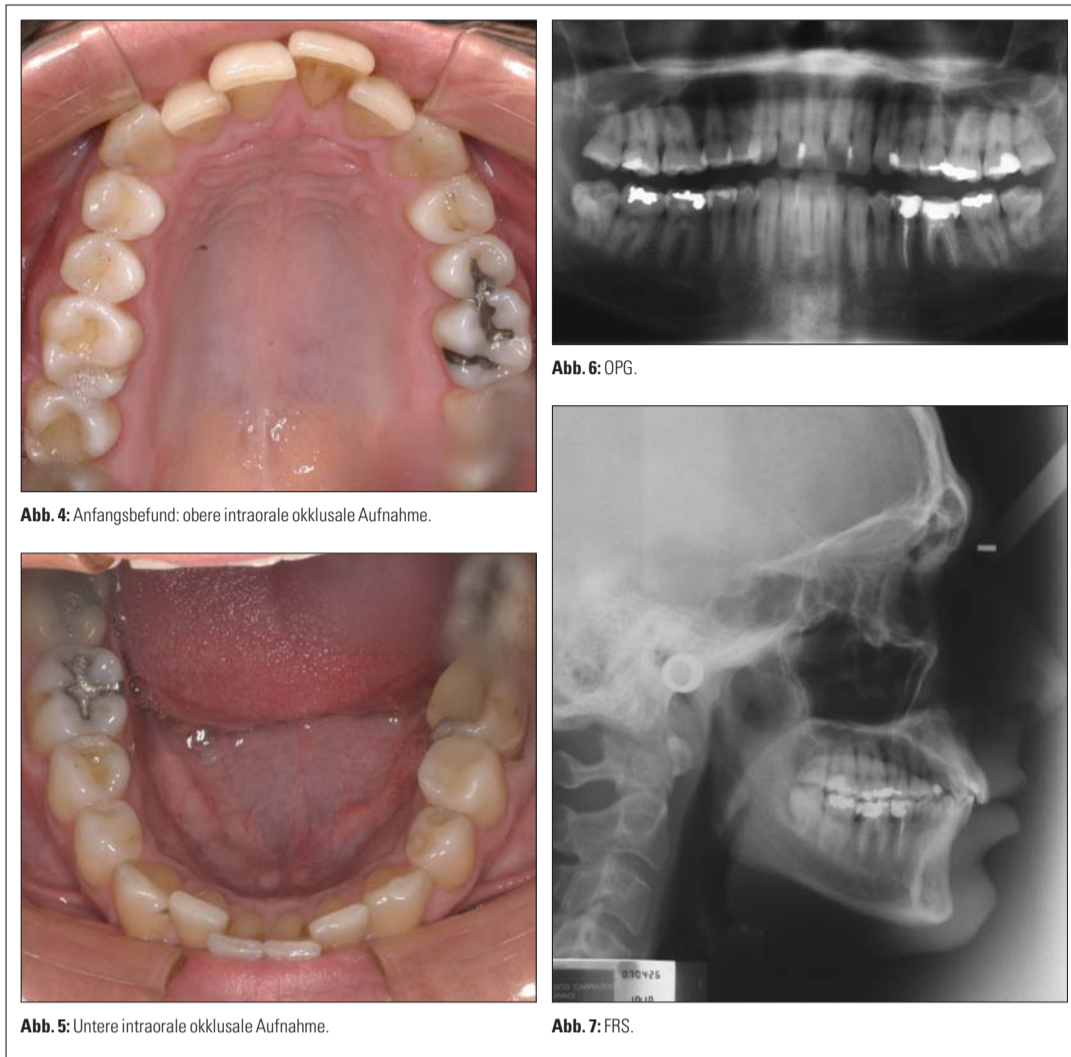 Abb. 4: Anfangsbefund: obere intraorale okklusale Aufnahme.
Abb. 5: Untere intraorale okklusale Aufnahme.
Abb. 6: OPG.
070426
Abb. 7: FRS.